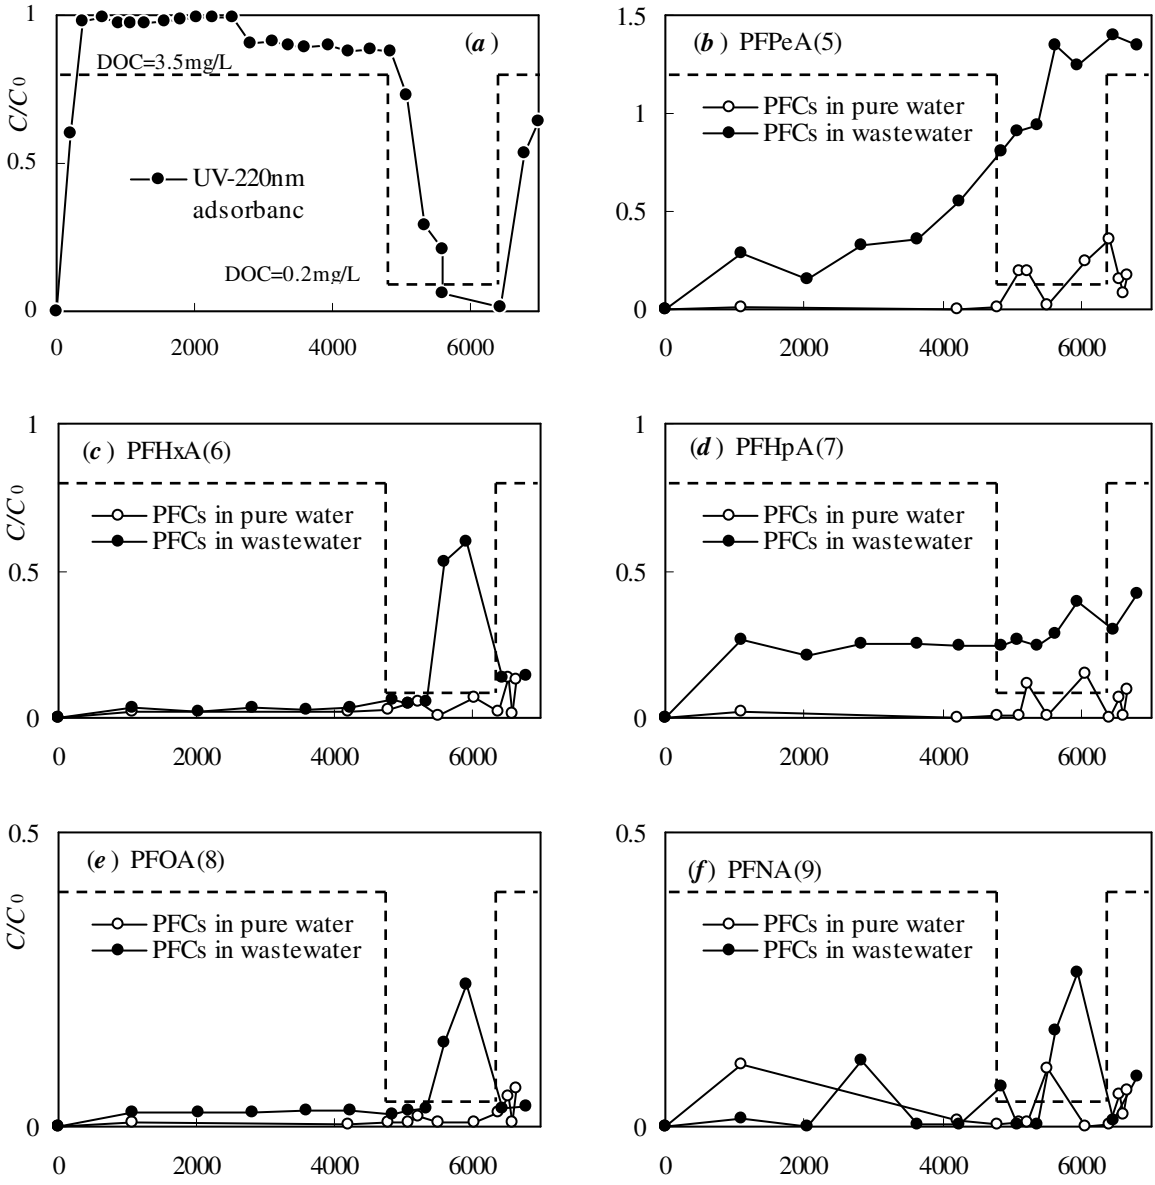 1
(a)
DOC=3.5mg/L
C/C0
0.5
UV-220nm
adsorbanc
DOC=0.2mg/L
0
0 2000 4000 6000
1.5
(b) PFPeA(5)
PFCs in pure water
1
PFCs in wastewater
0.5
0
0 2000 4000 6000
1
(c) PFHxA(6)
C/C0
PFCs in pure water
PFCs in wastewater
0.5
0
0 2000 4000 6000
1
(d) PFHpA(7)
PFCs in pure water
PFCs in wastewater
0.5
0
0 2000 4000 6000
0.5
(e) PFOA(8)
C/C0
PFCs in pure water
PFCs in wastewater
0
0 2000 4000 6000
0.5
(f) PFNA(9)
PFCs in pure water
PFCs in wastewater
0
0 2000 4000 6000